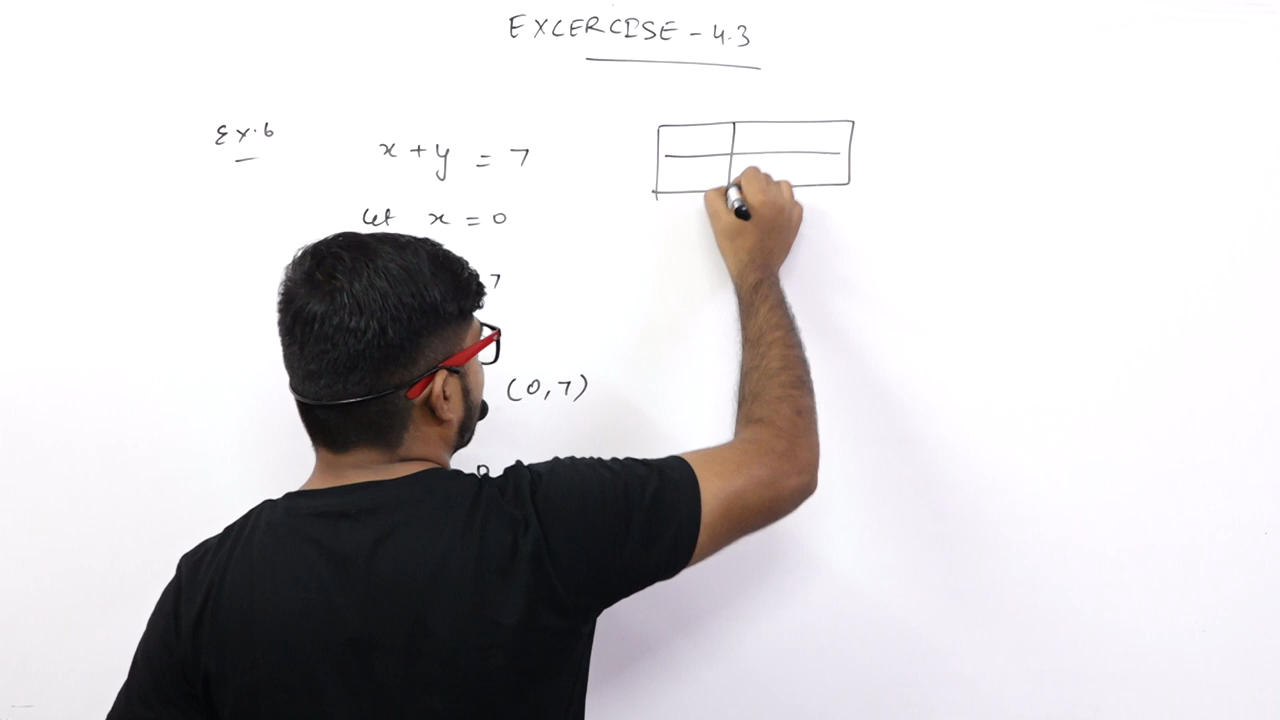 EXCERCISE - 4.3
Ex.6
x + y = 7
let x = 0
7
(0, 7)